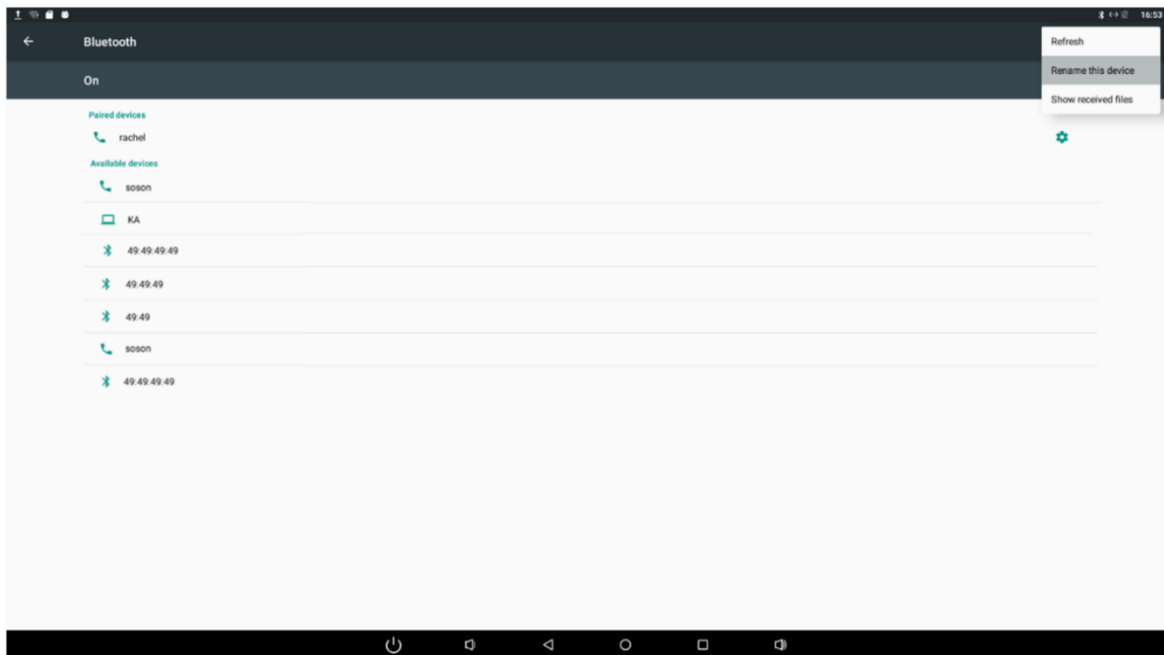 16:53
Bluetooth
Refresh
On
Rename this device
Show received files
Paired devices
rachel
Available devices
soson
KA
49:49:49:49
49:49:49
49:49
soson
49:49:49:49